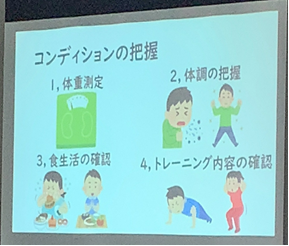 コンディションの把握
1, 体重測定
2, 体調の把握
3, 食生活の確認
4, トレーニング内容の確認